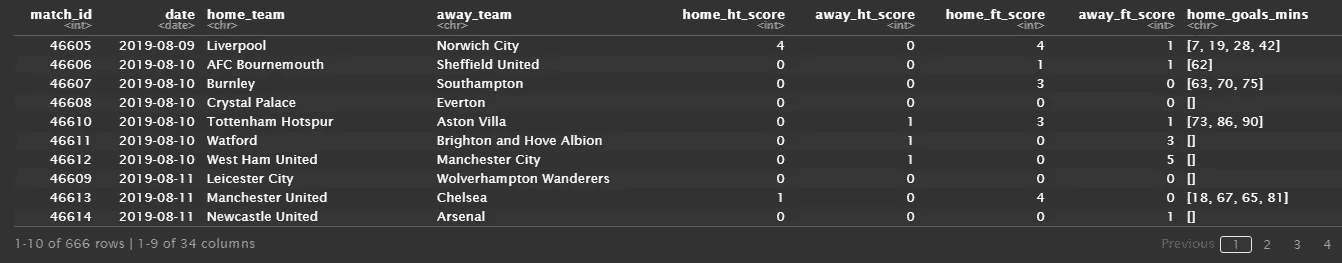 match_id date home_team away_team home_ht_score away_ht_score home_ft_score away_ft_score home_goals_mins
<int> <date> <chr> <chr> <int> <int> <int> <int> <chr>
46605 2019-08-09 Liverpool Norwich City 4 0 4 1 [7, 19, 28, 42]
46606 2019-08-10 AFC Bournemouth Sheffield United 0 0 1 1 [62]
46607 2019-08-10 Burnley Southampton 0 0 3 0 [63, 70, 75]
46608 2019-08-10 Crystal Palace Everton 0 0 0 0 []
46610 2019-08-10 Tottenham Hotspur Aston Villa 0 1 3 1 [73, 86, 90]
46611 2019-08-10 Watford Brighton and Hove Albion 0 1 0 3 []
46612 2019-08-10 West Ham United Manchester City 0 1 0 5 []
46609 2019-08-11 Leicester City Wolverhampton Wanderers 0 0 0 0 []
46613 2019-08-11 Manchester United Chelsea 1 0 4 0 [18, 67, 65, 81]
46614 2019-08-11 Newcastle United Arsenal 0 0 0 1 []
1-10 of 666 rows | 1-9 of 34 columns Previous 1 2 3 4